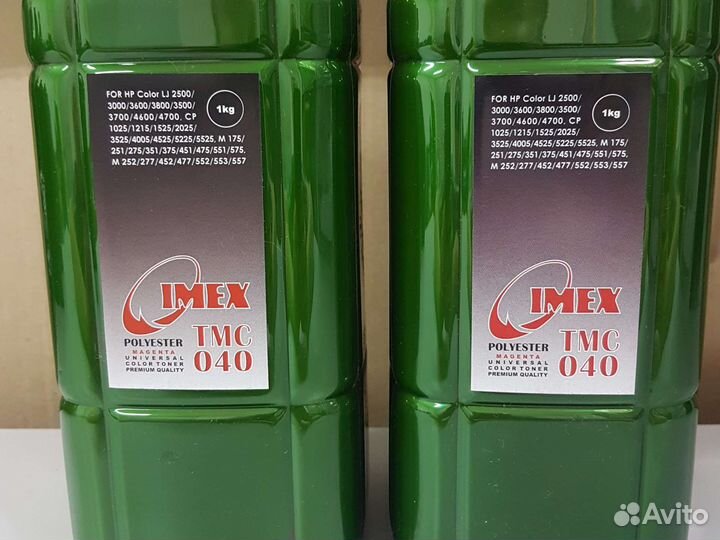 FOR HP Color LJ 2500/
3000/3600/3800/3500/
3700/4600/4700, CP
1025/1215/1525/2025/
3525/4005/4525/5225/5525, M 175/
251/275/351/375/451/475/551/575,
M 252/277/452/477/552/553/557
1kg
IMEX
POLYESTER
MAGENTA
UNIVERSAL
COLOR TONER
PREMIUM QUALITY
TMC
040
FOR HP Color LJ 2500/
3000/3600/3800/3500/
3700/4600/4700, CP
1025/1215/1525/2025/
3525/4005/4525/5225/5525, M 175/
251/275/351/375/451/475/551/575,
M 252/277/452/477/552/553/557
1kg
IMEX
POLYESTER
MAGENTA
UNIVERSAL
COLOR TONER
PREMIUM QUALITY
TMC
040
Avito